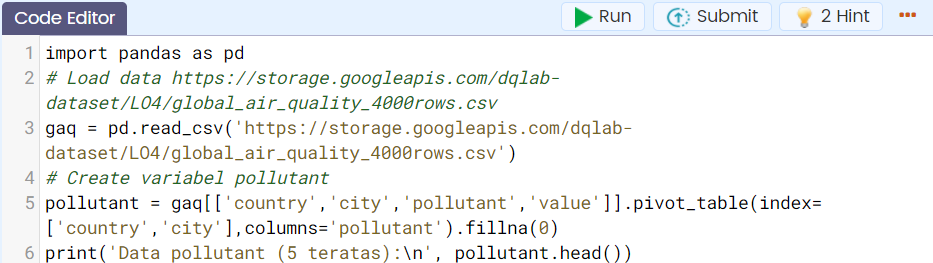 Code Editor
Run
Submit
2 Hint
1 import pandas as pd
2 # Load data https://storage.googleapis.com/dqlab-
dataset/LO4/global_air_quality_4000rows.csv
3 gaq = pd.read_csv('https://storage.googleapis.com/dqlab-
dataset/LO4/global_air_quality_4000rows.csv')
4 # Create variabel pollutant
5 pollutant = gaq[['country','city','pollutant','value']].pivot_table(index=
['country','city'],columns='pollutant').fillna(0)
6 print('Data pollutant (5 teratas):\n', pollutant.head())